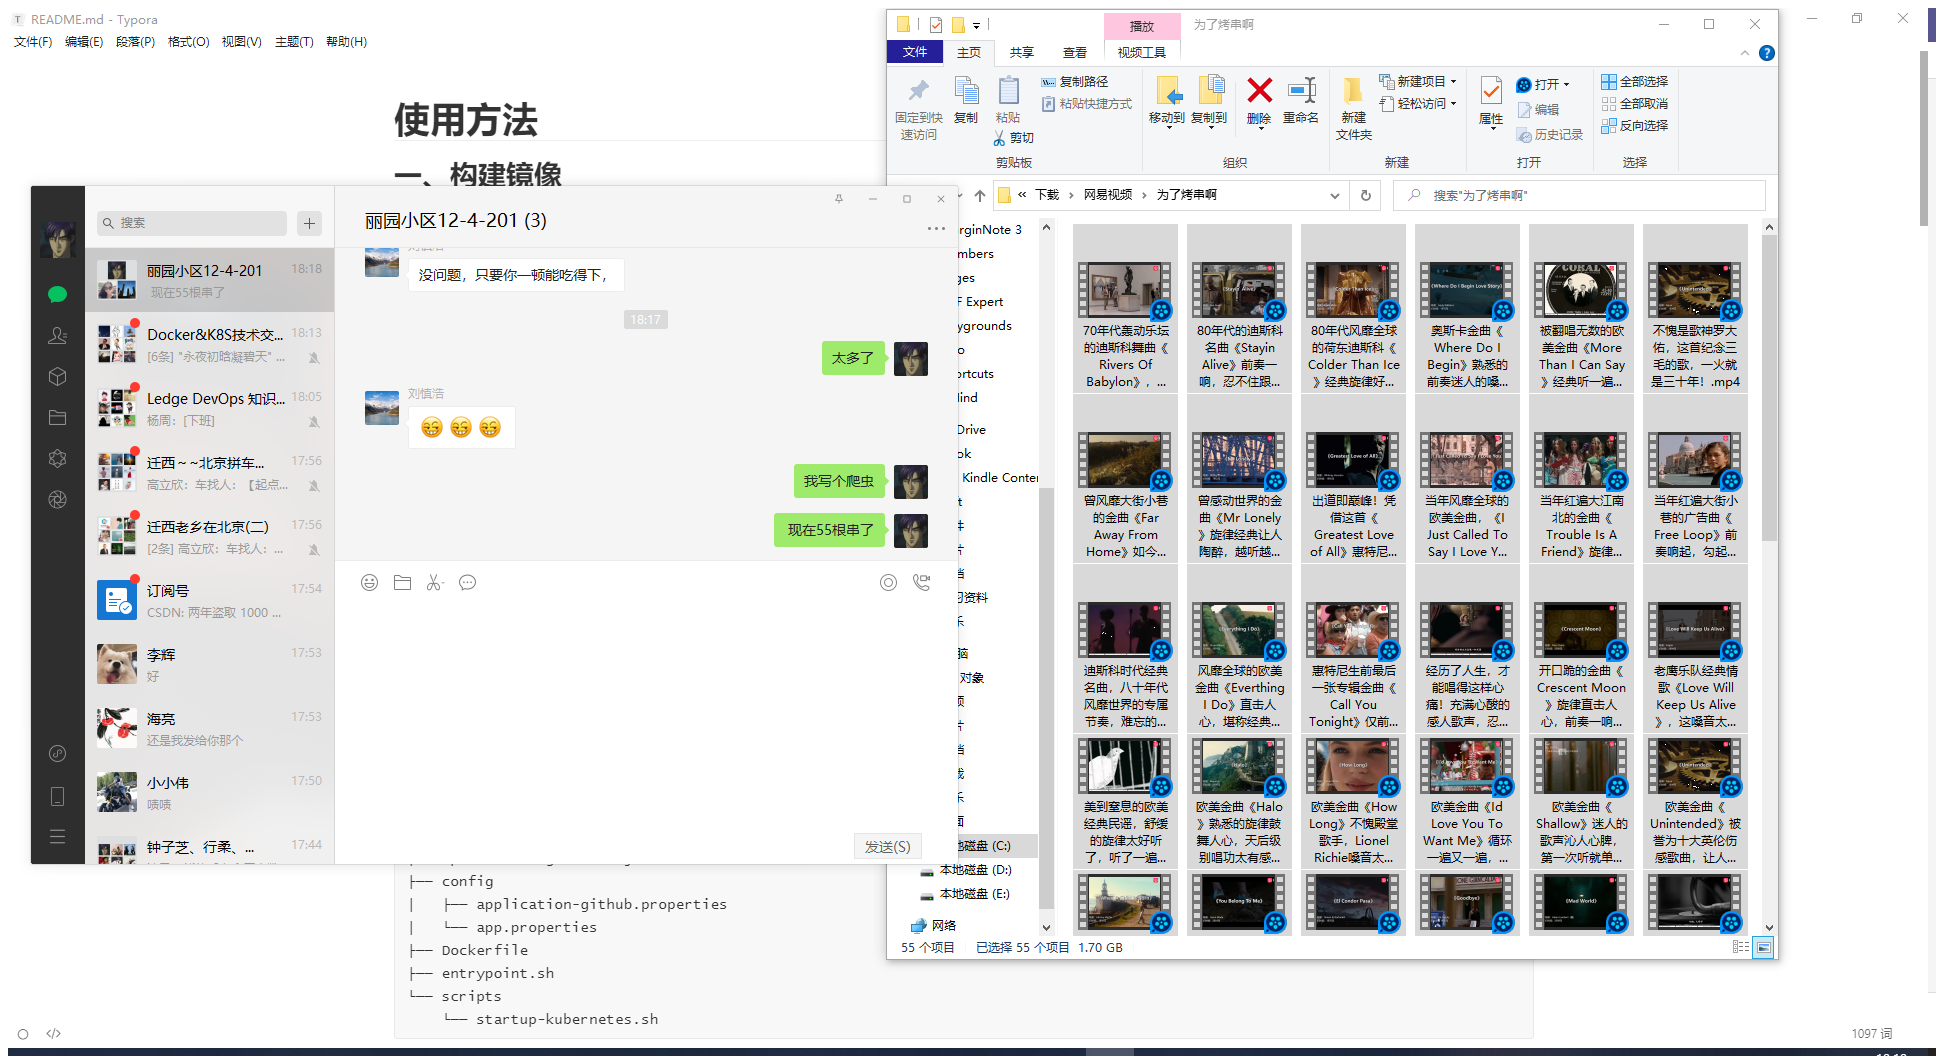 README.md - Typora
文件(F) 编辑(E) 段落(P) 格式(O) 视图(V) 主题(T) 帮助(H)
使用方法
一、构建镜像
├── config
│   ├── application-github.properties
│   └── app.properties
├── Dockerfile
├── entrypoint.sh
└── scripts
    └── startup-kubernetes.sh
1097 词
搜索
丽园小区12-4-201 18:18
现在55根串了
Docker&K8S技术交... 18:13
[6条] "永夜初晗凝碧天" ...
Ledge DevOps 知识... 18:05
杨周: [下班]
迁西～~北京拼车... 17:56
高立欣: 车找人: 【起点...
迁西老乡在北京(二) 17:56
[2条] 高立欣: 车找人: ...
订阅号 17:54
CSDN: 两年盗取 1000 ...
李辉 17:53
好
海亮 17:53
还是我发给你那个
小小伟 17:50
啧啧
钟子芝、行柔、... 17:44
丽园小区12-4-201 (3)
没问题，只要你一顿能吃得下，
18:17
太多了
刘慎浩
我写个爬虫
现在55根串了
发送(S)
播放 为了烤串啊
文件 主页 共享 查看 视频工具
固定到快速访问
复制
粘贴
复制路径
粘贴快捷方式
剪切
剪贴板
移动到 复制到 删除 重命名
组织
新建文件夹
新建项目
轻松访问
新建
属性
打开
编辑
历史记录
打开
全部选择
全部取消
反向选择
选择
« 下载 › 网易视频 › 为了烤串啊
搜索"为了烤串啊"
arginNote 3
mbers
ges
F Expert
ygrounds
o
ortcuts
ind
Drive
ok
Kindle Conter
t
习资料
对象
地磁盘 (C:)
本地磁盘 (D:)
本地磁盘 (E:)
网络
70年代轰动乐坛
的迪斯科舞曲《
Rivers Of
Babylon》，...
80年代的迪斯科
名曲《Stayin
Alive》前奏一
响，忍不住跟...
80年代风靡全球
的荷东迪斯科《
Colder Than Ice
》经典旋律好...
奥斯卡金曲《
Where Do I
Begin》熟悉的
前奏迷人的嗓...
被翻唱无数的欧
美金曲《More
Than I Can Say
》经典听一遍...
不愧是歌神罗大
佑，这首纪念三
毛的歌，一火就
是三十年！.mp4
曾风靡大街小巷
的金曲《Far
Away From
Home》如今...
曾感动世界的金
曲《Mr Lonely
》旋律经典让人
陶醉，越听越...
出道即巅峰！凭
借这首《
Greatest Love
of All》惠特尼...
当年风靡全球的
欧美金曲，《I
Just Called To
Say I Love Y...
当年红遍大江南
北的金曲《
Trouble Is A
Friend》旋律...
当年红遍大街小
巷的广告曲《
Free Loop》前
奏响起，勾起...
迪斯科时代经典
名曲，八十年代
风靡世界的专属
节奏，难忘的...
风靡全球的欧美
金曲《Everthing
I Do》直击人
心，堪称经典...
惠特尼生前最后
一张专辑金曲《
Call You
Tonight》仅前...
经历了人生，才
能唱得这样心
痛！充满心酸的
感人歌声，忍...
开口跪的金曲《
Crescent Moon
》旋律直击人
心，前奏一响...
老鹰乐队经典情
歌《Love Will
Keep Us Alive
》，这嗓音太...
美到窒息的欧美
经典民谣，舒缓
的旋律太好听
了，听了一遍...
欧美金曲《Halo
》熟悉的旋律鼓
舞人心，天后级
别唱功太有感...
欧美金曲《How
Long》不愧殿堂
歌手，Lionel
Richie嗓音太...
欧美金曲《Id
Love You To
Want Me》循环
一遍又一遍，...
欧美金曲《
Shallow》迷人的
歌声沁人心脾，
第一次听就单...
欧美金曲《
Unintended》被
誉为十大英伦伤
感歌曲，让人...
55 个项目 已选择 55 个项目 1.70 GB